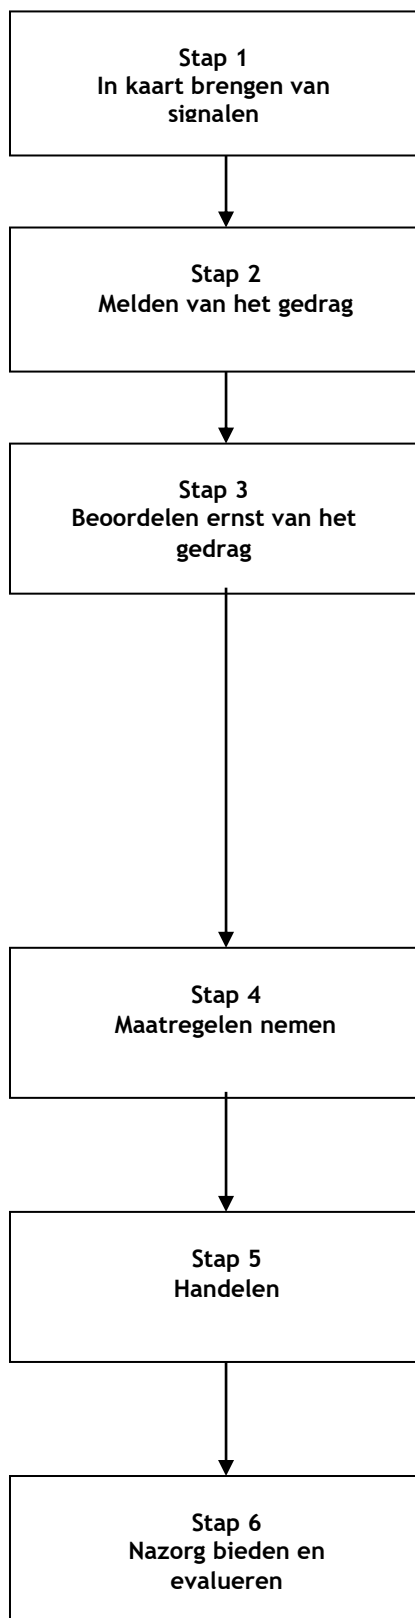 Stap 1
In kaart brengen van
signalen
Stap 2
Melden van het gedrag
Stap 3
Beoordelen ernst van het
gedrag
Stap 4
Maatregelen nemen
Stap 5
Handelen
Stap 6
Nazorg bieden en
evalueren